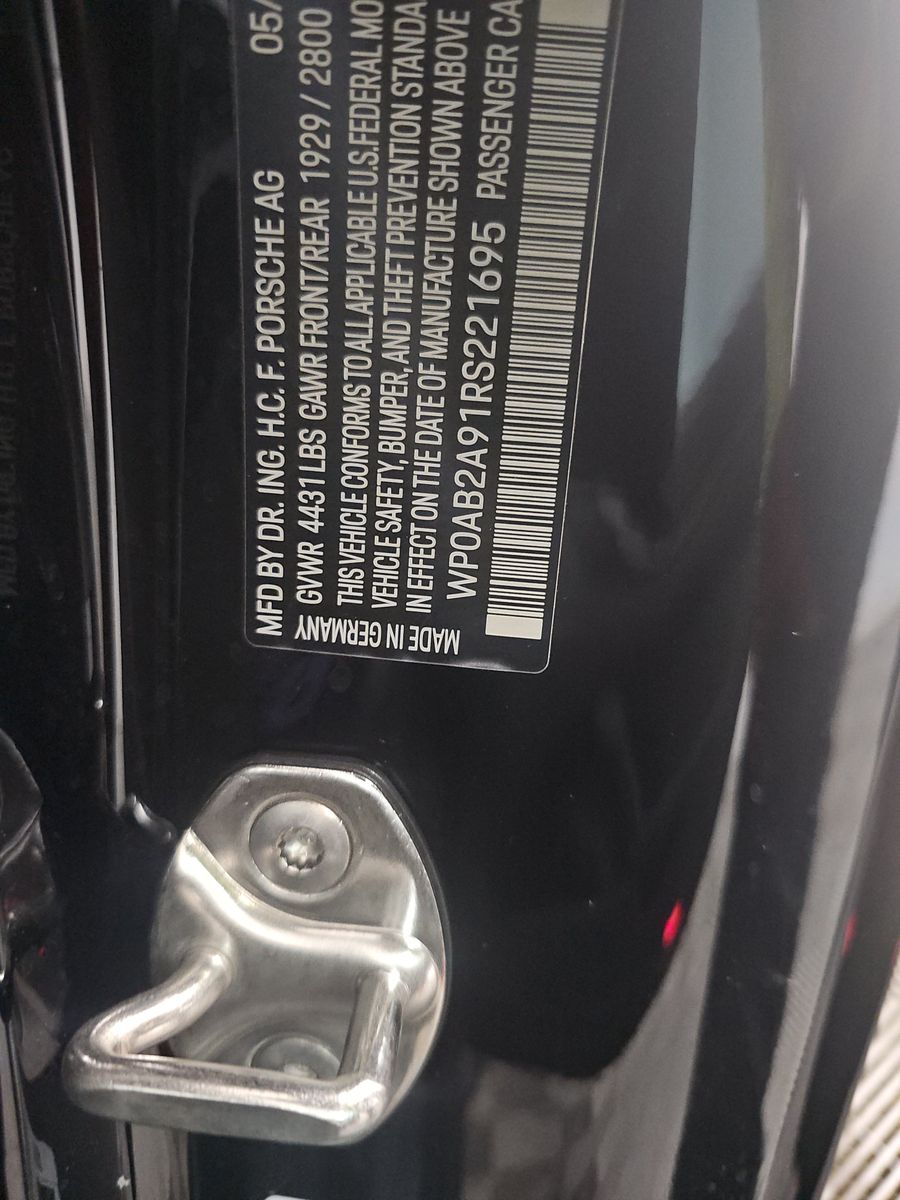 MFD BY DR. ING. H.C. F. PORSCHE AG 05/
GVWR 4431 LBS GAWR FRONT/REAR 1929 / 2800
THIS VEHICLE CONFORMS TO ALL APPLICABLE U.S. FEDERAL MO
VEHICLE SAFETY, BUMPER, AND THEFT PREVENTION STANDA
IN EFFECT ON THE DATE OF MANUFACTURE SHOWN ABOVE
WP0AB2A91RS221695 PASSENGER CA
MADE IN GERMANY